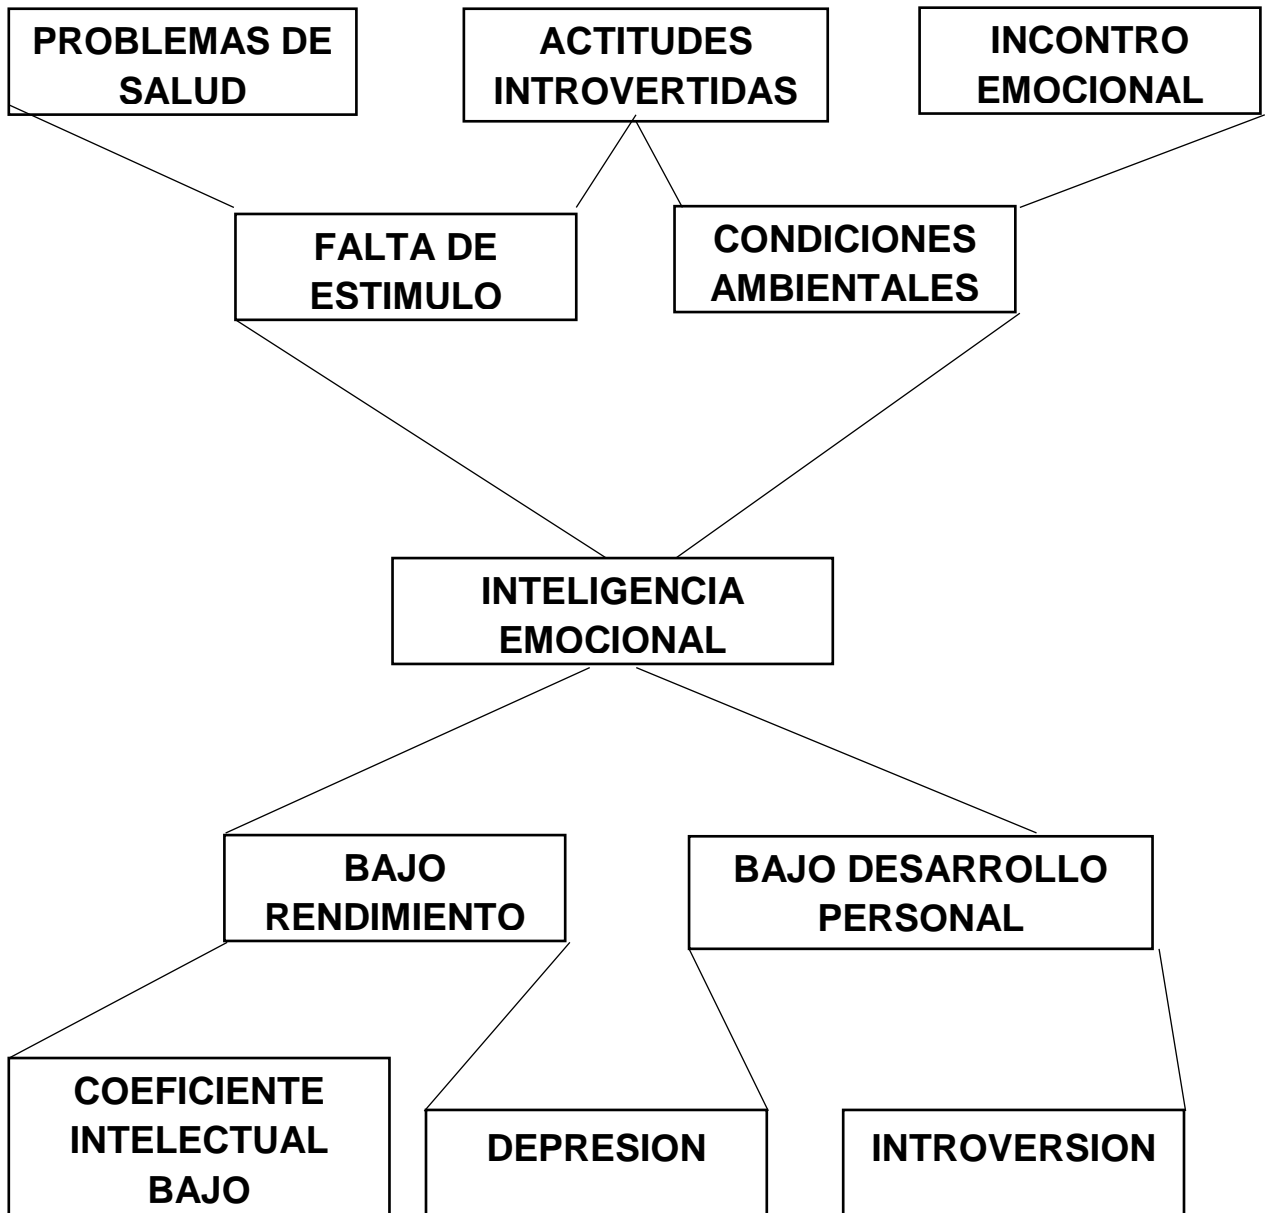 PROBLEMAS DE
SALUD
ACTITUDES
INTROVERTIDAS
INCONTRO
EMOCIONAL
FALTA DE
ESTIMULO
CONDICIONES
AMBIENTALES
INTELIGENCIA
EMOCIONAL
BAJO
RENDIMIENTO
BAJO DESARROLLO
PERSONAL
COEFICIENTE
INTELECTUAL
BAJO
DEPRESION
INTROVERSION